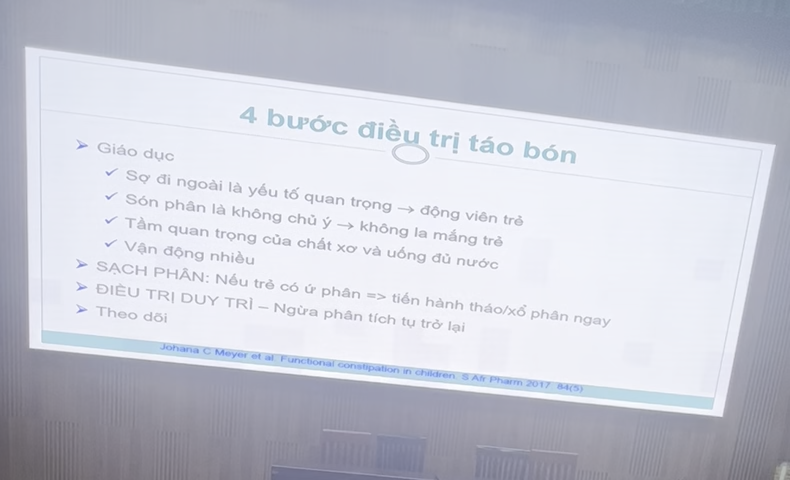 4 bước điều trị táo bón
➤ Giáo dục
✓ Sợ đi ngoài là yếu tố quan trọng → động viên trẻ
✓ Són phân là không chủ ý → không la mắng trẻ
✓ Tầm quan trọng của chất xơ và uống đủ nước
✓ Vận động nhiều
➤ SẠCH PHÂN: Nếu trẻ có ứ phân => tiến hành tháo/xổ phân ngay
➤ ĐIỀU TRỊ DUY TRÌ – Ngừa phân tích tụ trở lại
➤ Theo dõi
Johana C Meyer et al. Functional constipation in children. S Afr Pharm 2017 84(5)